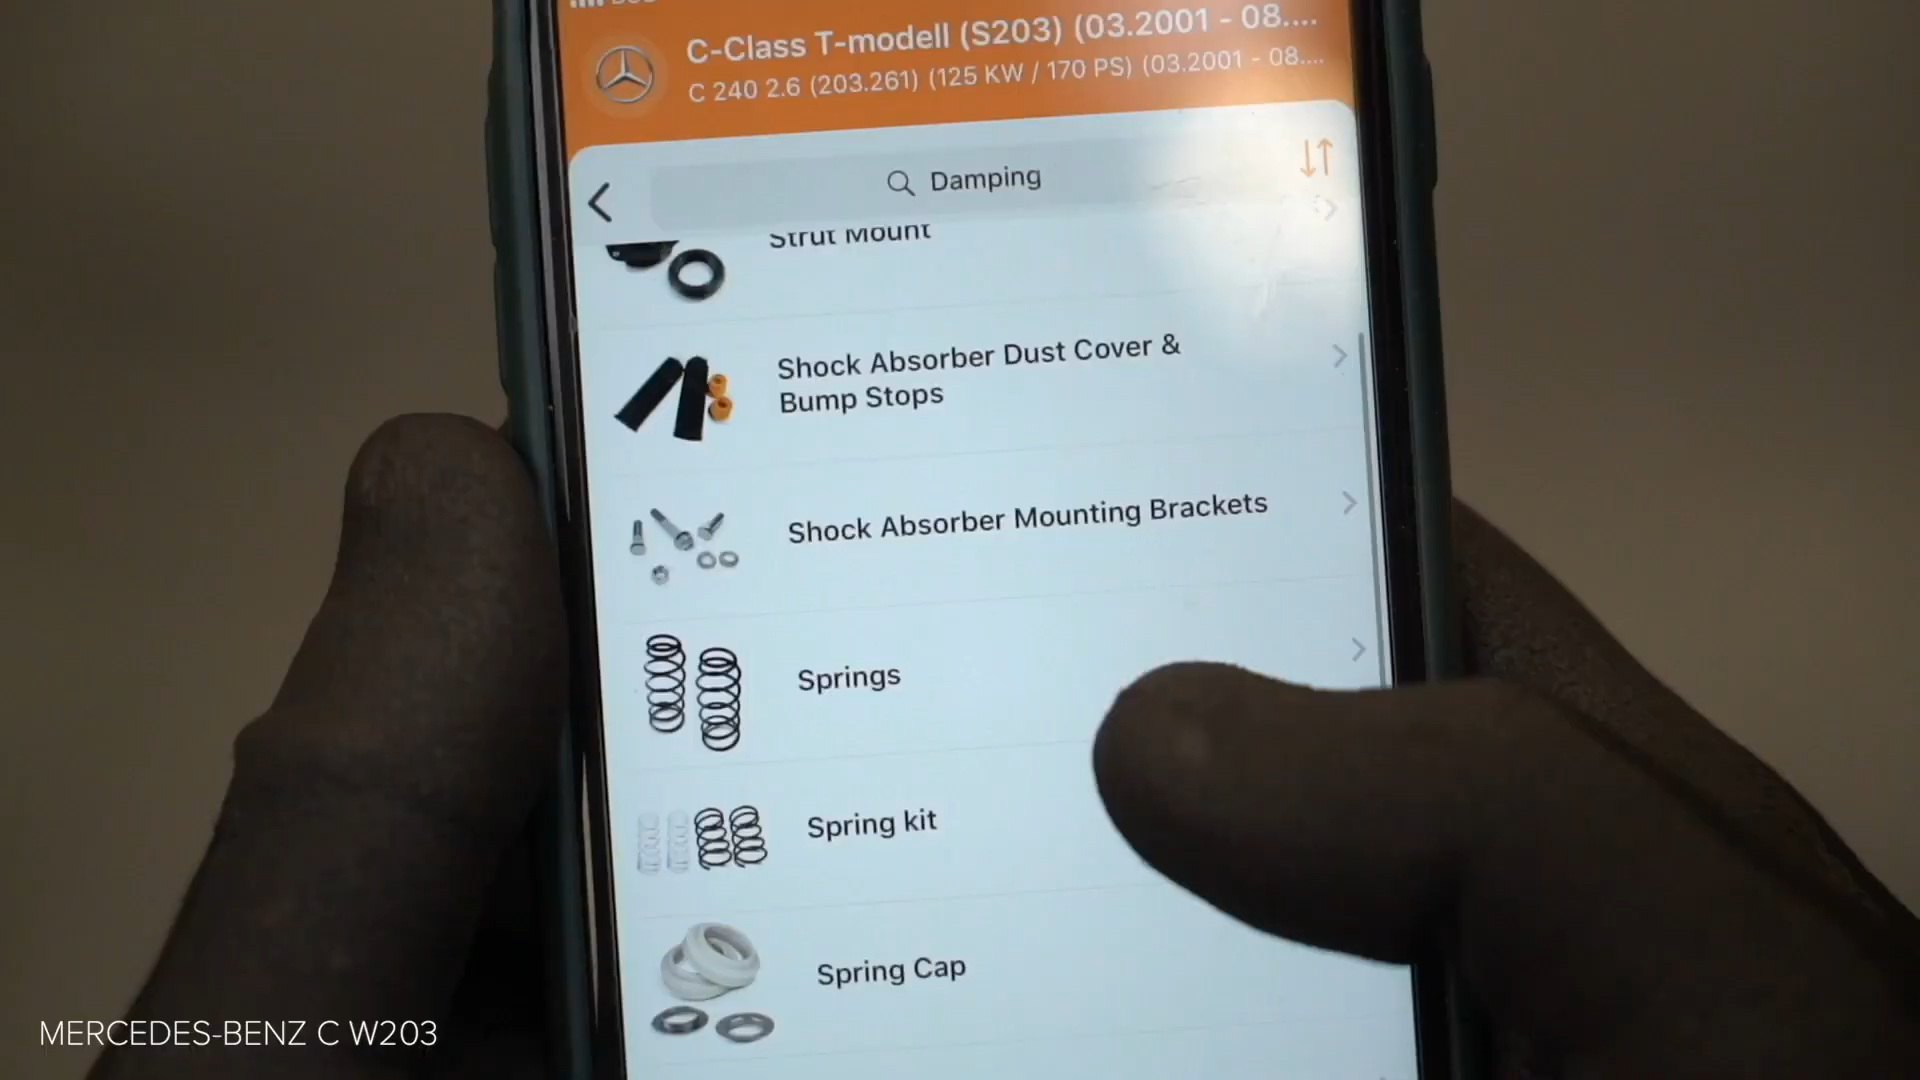 C-Class T-modell (S203) (03.2001 - 08....
C 240 2.6 (203.261) (125 KW / 170 PS) (03.2001 - 08....
Damping
Strut Mount
Shock Absorber Dust Cover &
Bump Stops
Shock Absorber Mounting Brackets
Springs
Spring kit
Spring Cap
MERCEDES-BENZ C W203